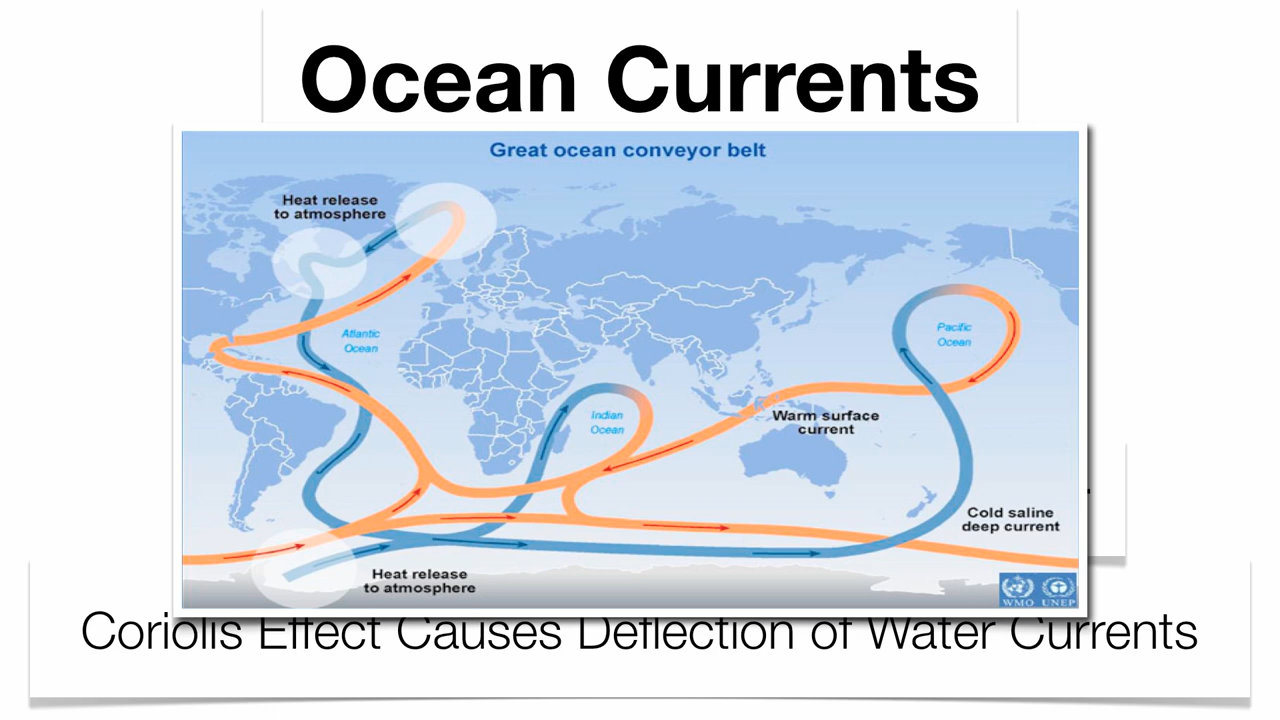 Ocean Currents
Great ocean conveyor belt
Heat release
to atmosphere
Atlantic
Ocean
Pacific
Ocean
Indian
Ocean
Warm surface
current
Cold saline
deep current
Heat release
to atmosphere
WMO UNEP
Coriolis Effect Causes Deflection of Water Currents